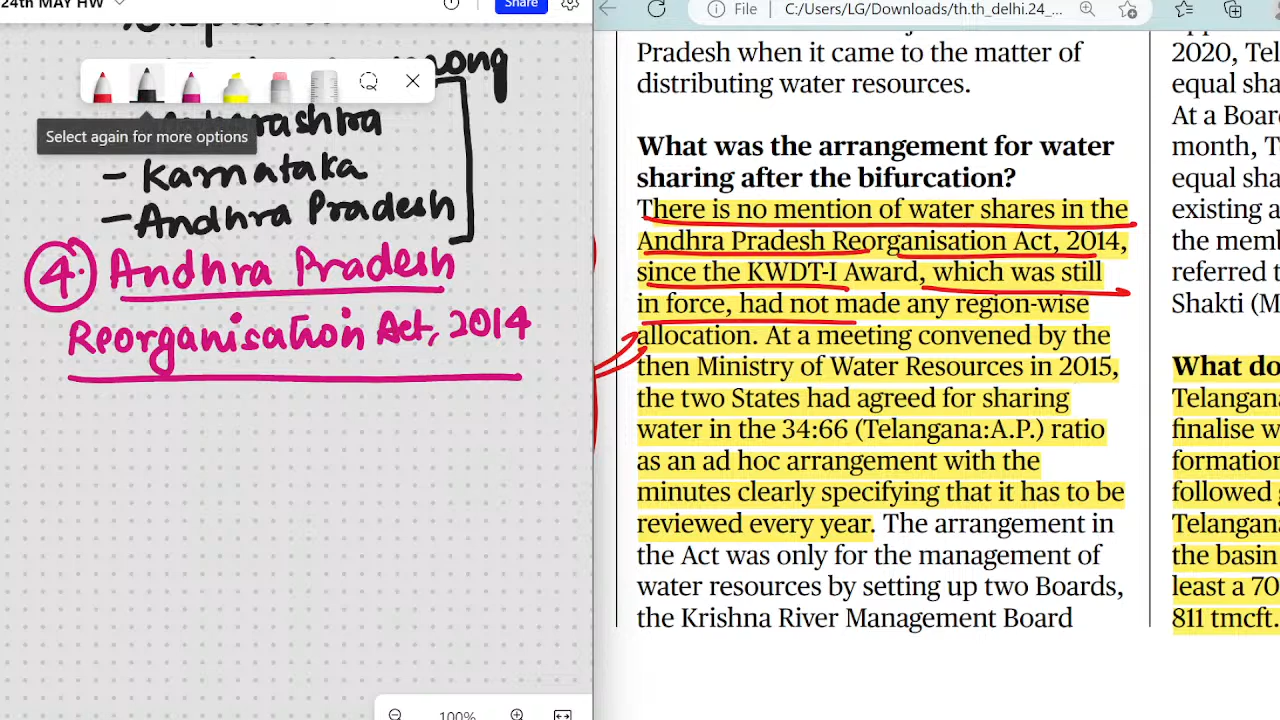 24th MAY HW
Share
Select again for more options
- Karnataka
- Andhra Pradesh
4. Andhra Pradesh
Reorganisation Act, 2014
100%
File
C:/Users/LG/Downloads/th.th_delhi.24_...
Pradesh when it came to the matter of
distributing water resources.
What was the arrangement for water
sharing after the bifurcation?
There is no mention of water shares in the
Andhra Pradesh Reorganisation Act, 2014,
since the KWDT-I Award, which was still
in force, had not made any region-wise
allocation. At a meeting convened by the
then Ministry of Water Resources in 2015,
the two States had agreed for sharing
water in the 34:66 (Telangana:A.P.) ratio
as an ad hoc arrangement with the
minutes clearly specifying that it has to be
reviewed every year. The arrangement in
the Act was only for the management of
water resources by setting up two Boards,
the Krishna River Management Board
2020, Tel
equal sha
At a Board
month, T
equal sha
existing a
the memb
referred t
Shakti (M
What do
Telangana
finalise w
formation
followed
Telangana
the basin
least a 70
811 tmcft.